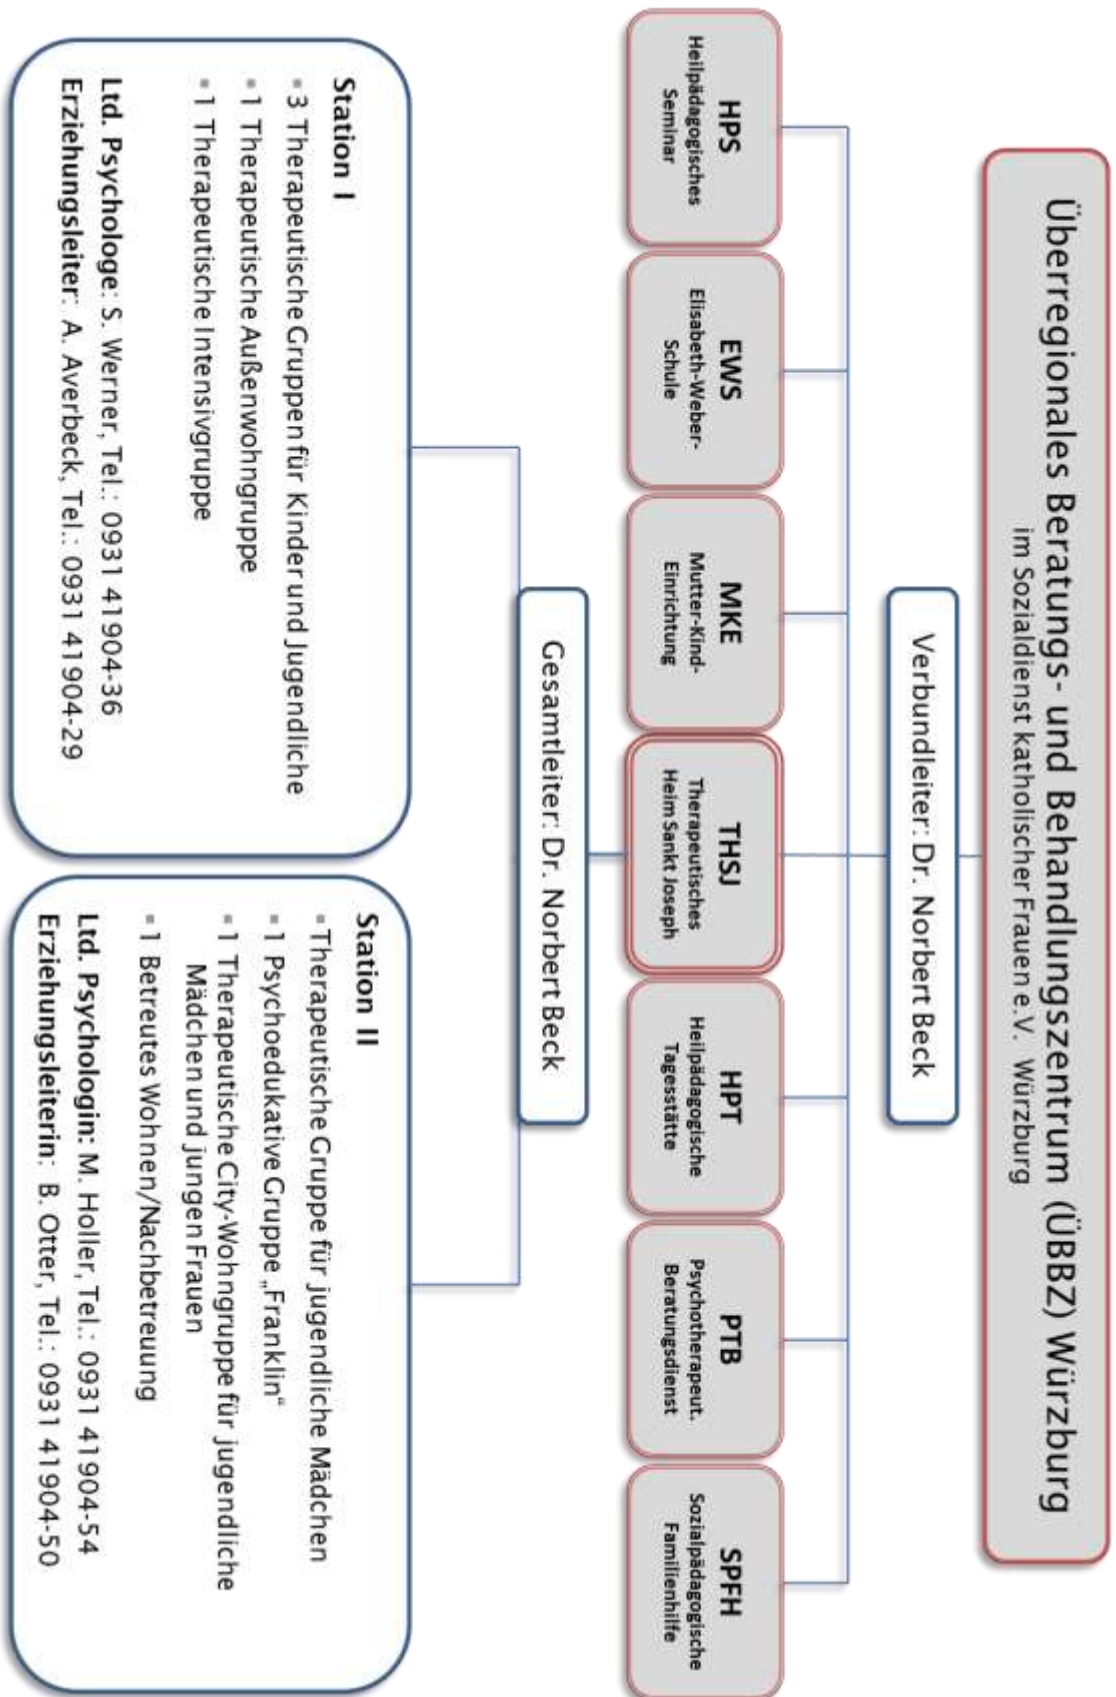 Überregionales Beratungs- und Behandlungszentrum (ÜBBZ) Würzburg
im Sozialdienst katholischer Frauen e.V. Würzburg
Verbundleiter: Dr. Norbert Beck
HPS
Heilpädagogisches
Seminar
EWS
Elisabeth-Weber-
Schule
MKE
Mutter-Kind-
Einrichtung
THSJ
Therapeutisches
Heim Sankt Joseph
HPT
Heilpädagogische
Tagesstätte
PTB
Psychotherapeut.
Beratungsdienst
SPFH
Sozialpädagogische
Familienhilfe
Gesamtleiter: Dr. Norbert Beck
Station I
▪ 3 Therapeutische Gruppen für Kinder und Jugendliche
▪ 1 Therapeutische Außenwohngruppe
▪ 1 Therapeutische Intensivgruppe
Ltd. Psychologe: S. Werner, Tel.: 0931 41904-36
Erziehungsleiter: A. Averbeck, Tel.: 0931 41904-29
Station II
▪ Therapeutische Gruppe für jugendliche Mädchen
▪ 1 Psychoedukative Gruppe „Franklin“
▪ 1 Therapeutische City-Wohngruppe für jugendliche
Mädchen und jungen Frauen
▪ 1 Betreutes Wohnen/Nachbetreuung
Ltd. Psychologin: M. Holler, Tel.: 0931 41904-54
Erziehungsleiterin: B. Otter, Tel.: 0931 41904-50